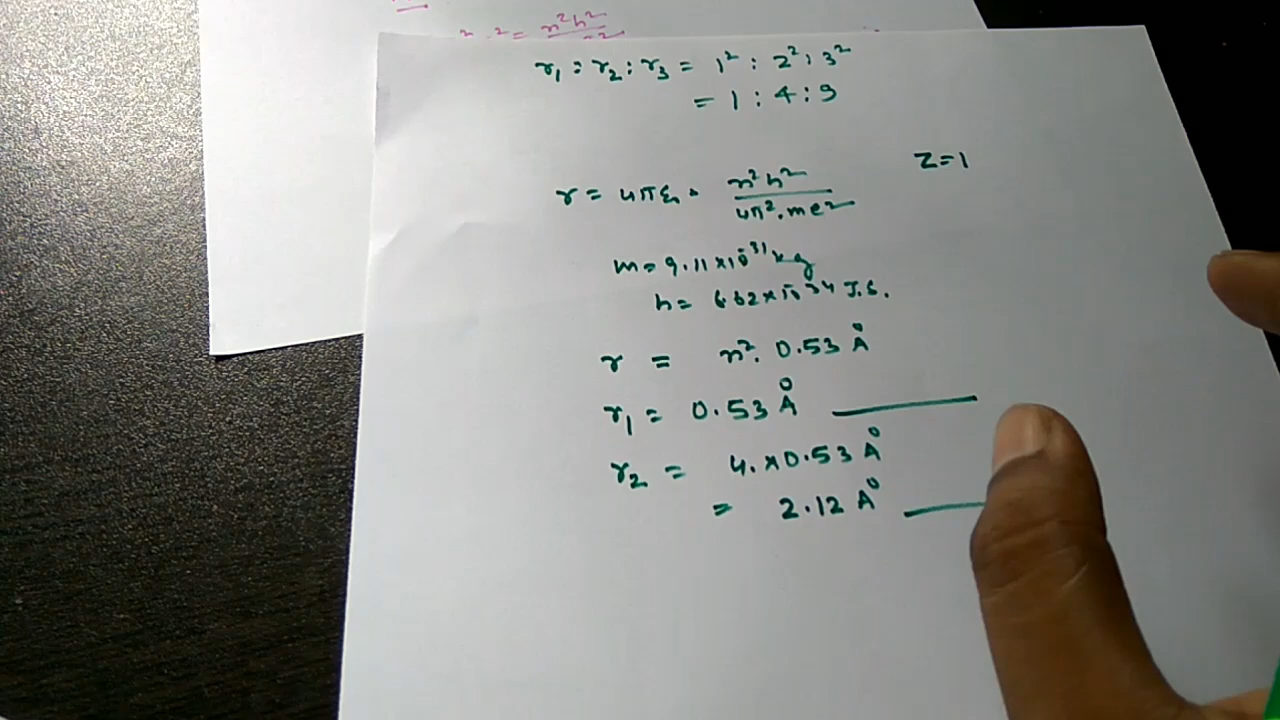 n²h²
r₁ : r₂ : r₃ = 1² : 2² : 3²
= 1 : 4 : 9
Z=1
r = 4πε₀ · n²h² / 4π².me²
m = 9.11×10⁻³¹ kg
h = 6.62×10⁻³⁴ J.S.
r = n². 0.53 Å
r₁ = 0.53 Å
r₂ = 4.×0.53 Å
= 2.12 Å